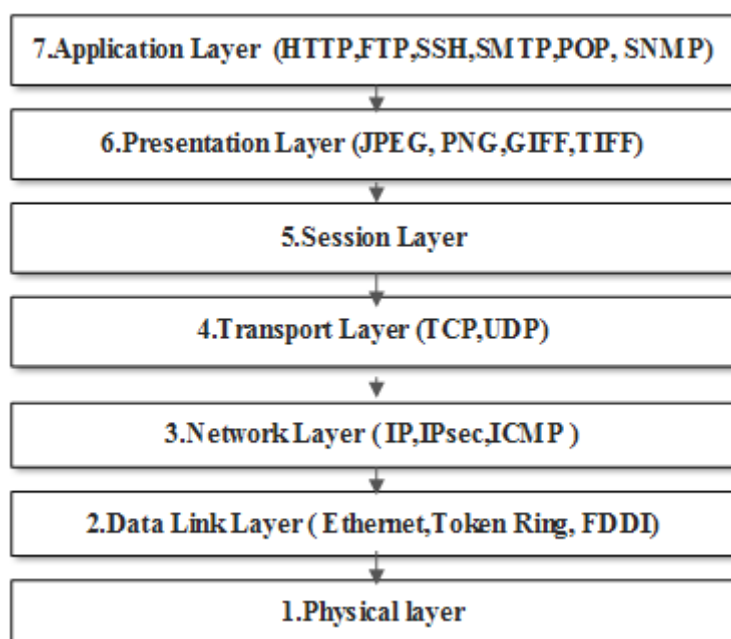 7.Application Layer (HTTP,FTP,SSH,SMTP,POP, SNMP)
6.Presentation Layer (JPEG, PNG,GIFF,TIFF)
5.Session Layer
4.Transport Layer (TCP,UDP)
3.Network Layer ( IP,IPsec,ICMP )
2.Data Link Layer ( Ethernet,Token Ring, FDDI)
1.Physical layer